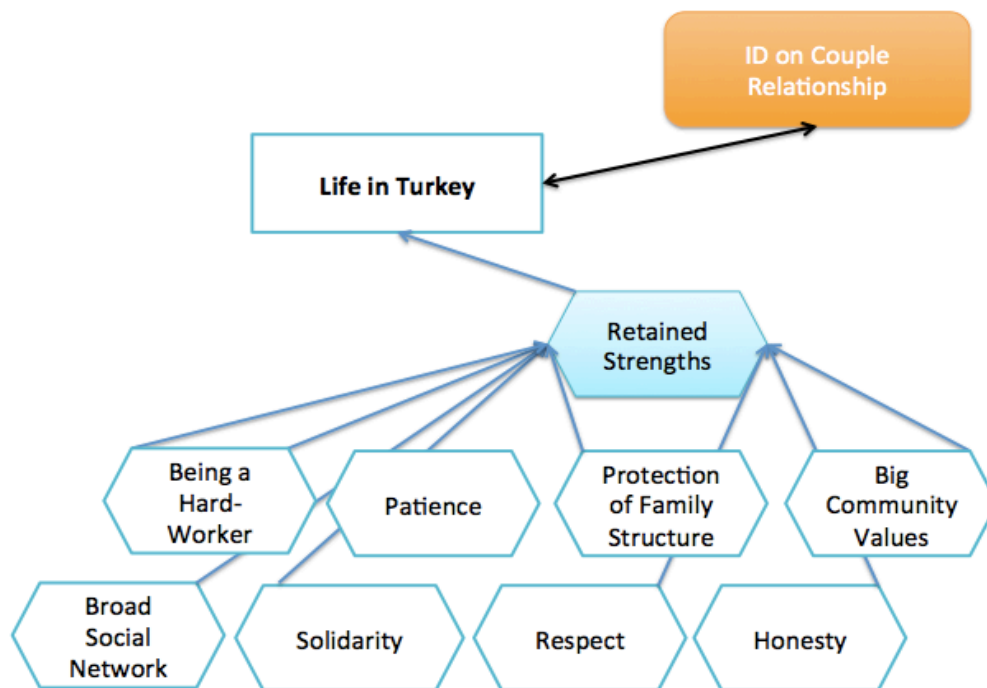 ID on Couple
Relationship
Life in Turkey
Retained
Strengths
Being a
Hard-
Worker
Patience
Protection
of Family
Structure
Big
Community
Values
Broad
Social
Network
Solidarity
Respect
Honesty